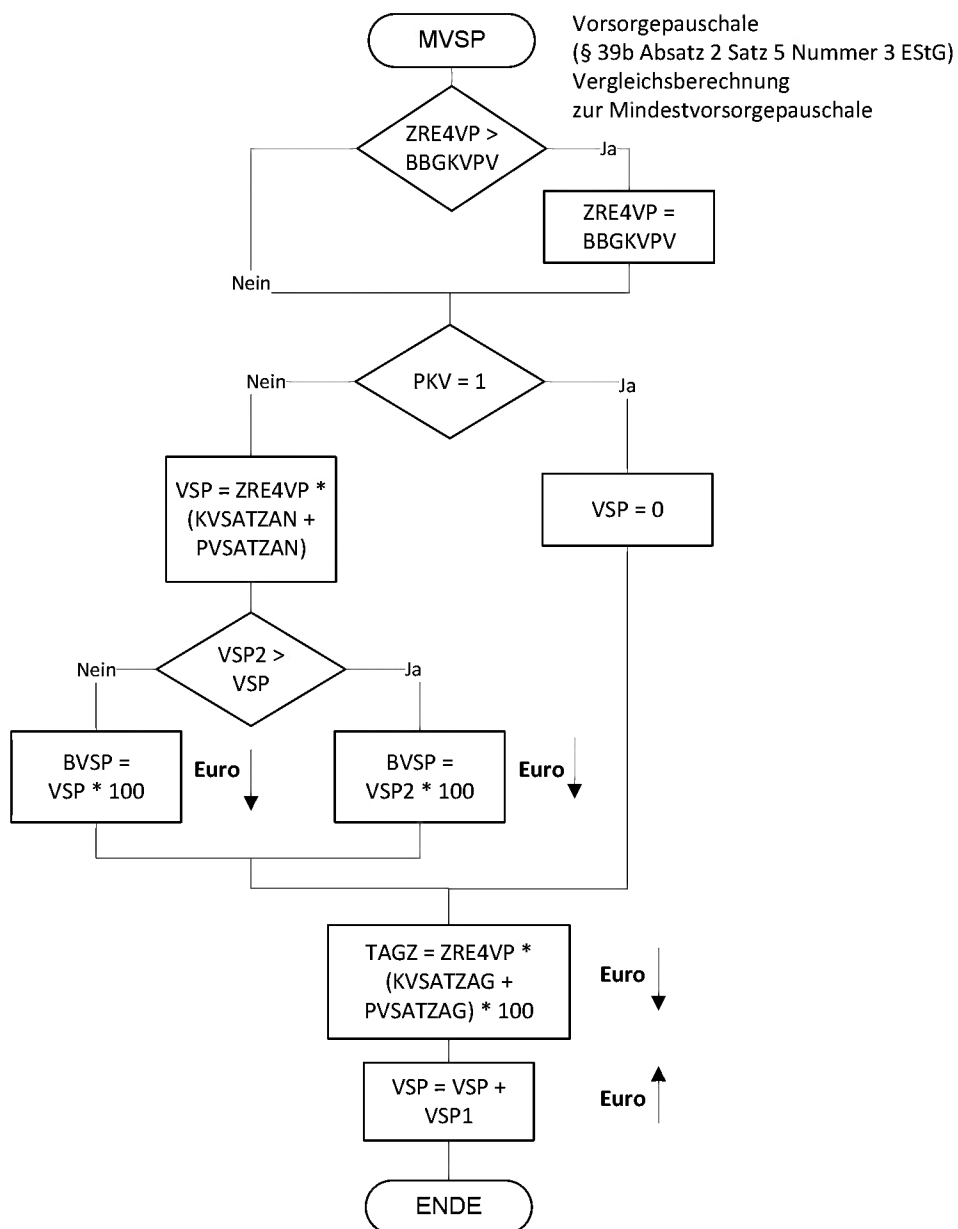 MVSP
Vorsorgepauschale
(§ 39b Absatz 2 Satz 5 Nummer 3 EStG)
Vergleichsberechnung
zur Mindestvorsorgepauschale
ZRE4VP >
BBGKVPV
Ja
ZRE4VP =
BBGKVPV
Nein
PKV = 1
Nein
Ja
VSP = ZRE4VP *
(KVSATZAN +
PVSATZAN)
VSP = 0
VSP2 >
VSP
Nein
Ja
BVSP =
VSP * 100
Euro
BVSP =
VSP2 * 100
Euro
TAGZ = ZRE4VP *
(KVSATZAG +
PVSATZAG) * 100
Euro
VSP = VSP +
VSP1
Euro
ENDE